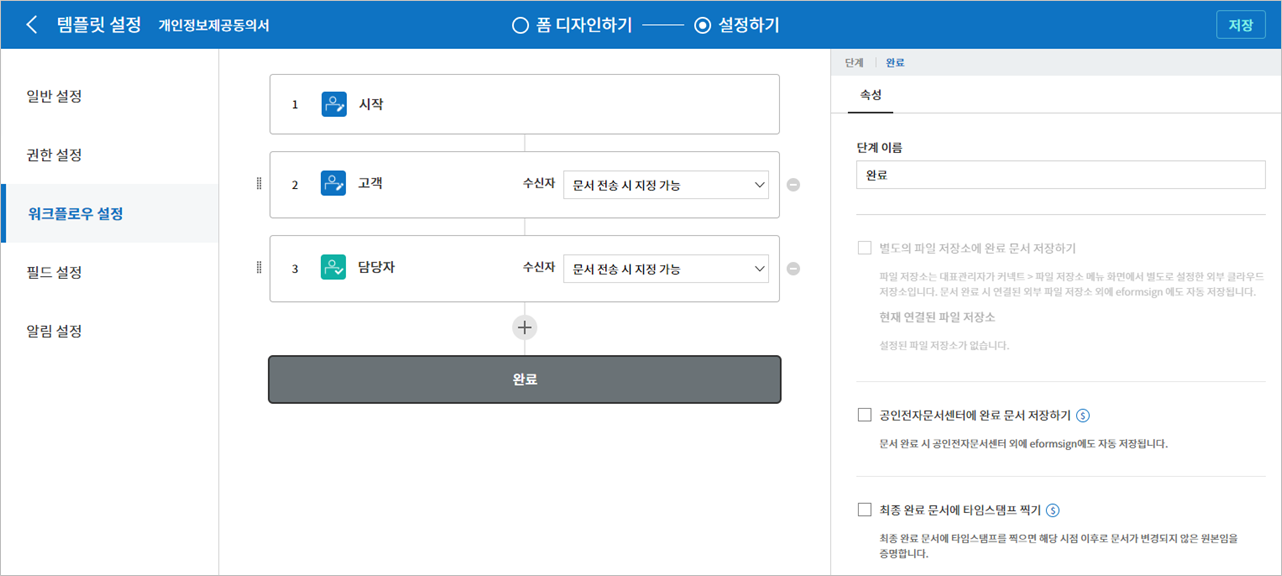 템플릿 설정 개인정보제공동의서 폼 디자인하기 설정하기 저장
일반 설정
권한 설정
워크플로우 설정
필드 설정
알림 설정
1 시작
2 고객 수신자 문서 전송 시 지정 가능
3 담당자 수신자 문서 전송 시 지정 가능
완료
단계 완료
속성
단계 이름
완료
별도의 파일 저장소에 완료 문서 저장하기
파일 저장소는 대표관리자가 커넥트 > 파일 저장소 메뉴 화면에서 별도로 설정한 외부 클라우드
저장소입니다. 문서 완료 시 연결된 외부 파일 저장소 외에 eformsign 에도 자동 저장됩니다.
현재 연결된 파일 저장소
설정된 파일 저장소가 없습니다.
공인전자문서센터에 완료 문서 저장하기
문서 완료 시 공인전자문서센터 외에 eformsign에도 자동 저장됩니다.
최종 완료 문서에 타임스탬프 찍기
최종 완료 문서에 타임스탬프를 찍으면 해당 시점 이후로 문서가 변경되지 않은 원본임을
증명합니다.